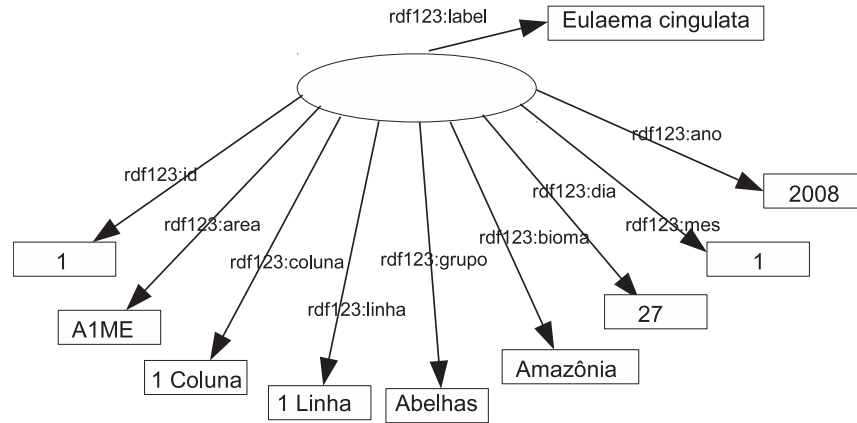 rdf123:label
Eulaema cingulata
rdf123:ano
rdf123:id
rdf123:dia
2008
rdf123:area
rdf123:mes
rdf123:bioma
rdf123:coluna
rdf123:grupo
1
1
rdf123:linha
27
A1ME
Amazônia
1 Coluna
1 Linha
Abelhas